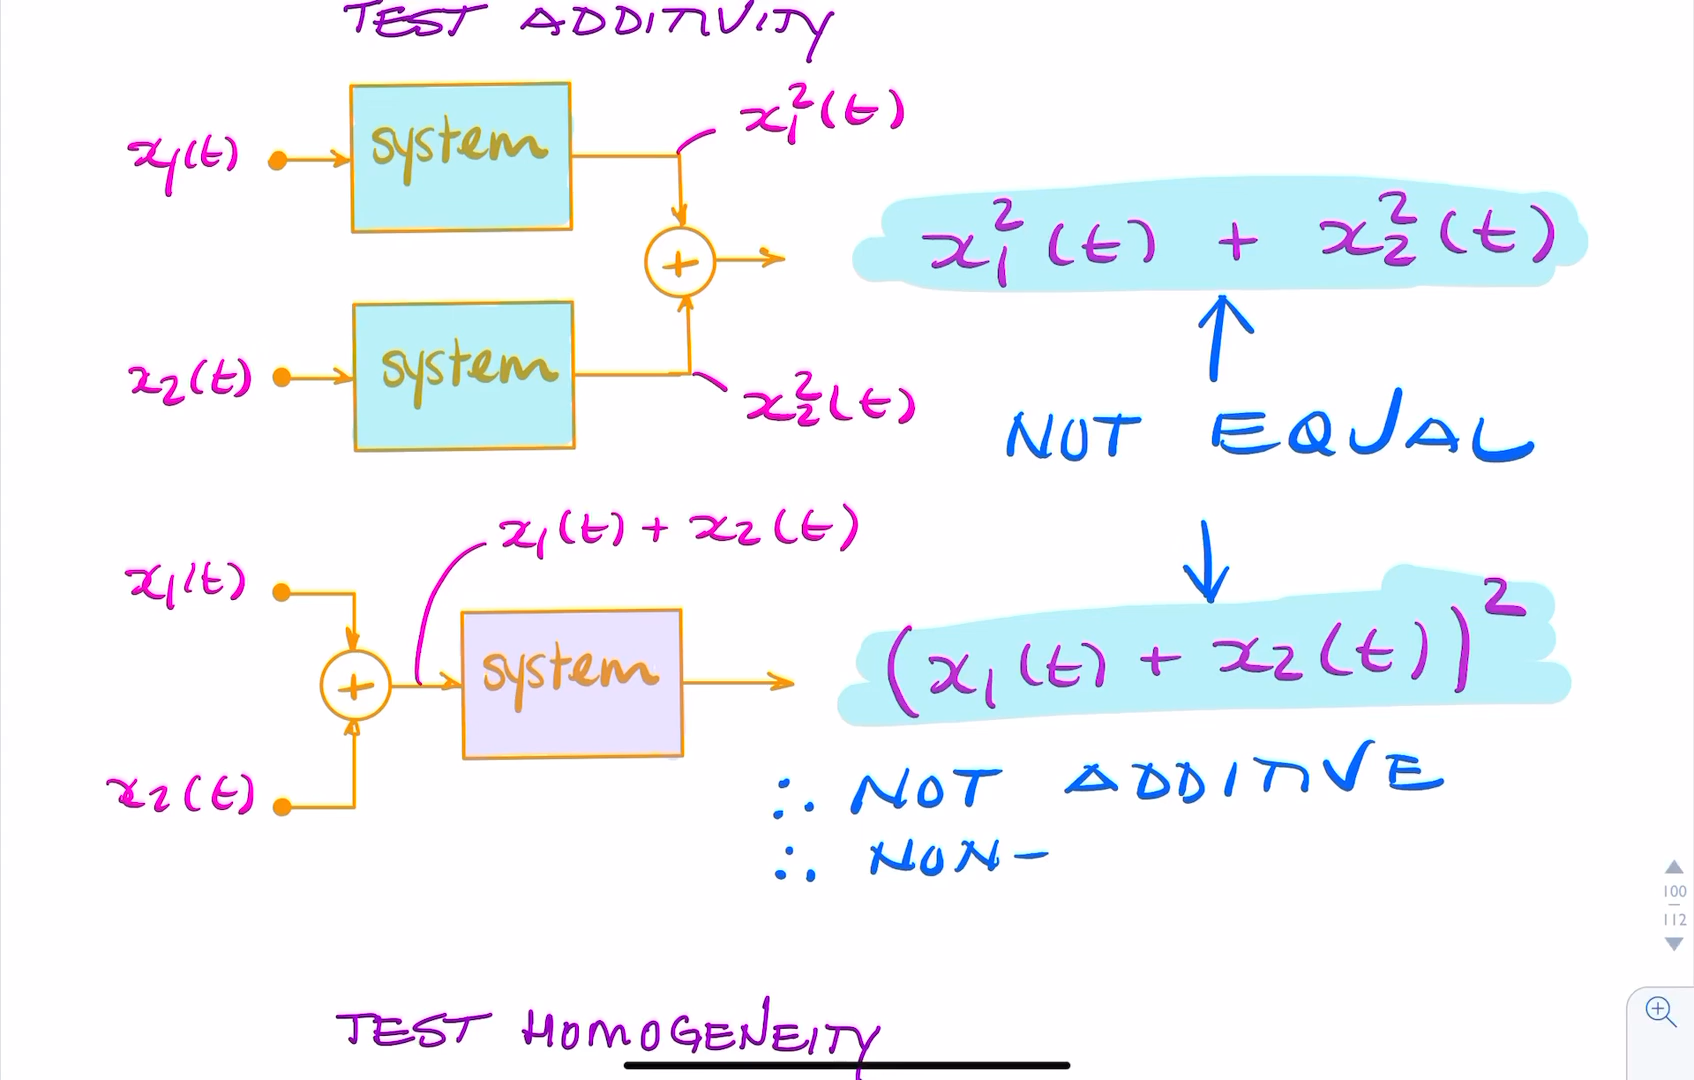 TEST ADDITIVITY
x₁(t)
system
x₁²(t)
+
x₁²(t) + x₂²(t)
x₂(t)
system
x₂²(t)
NOT EQUAL
x₁(t) + x₂(t)
x₁(t)
+
system
(x₁(t) + x₂(t))²
x₂(t)
∴ NOT ADDITIVE
∴ NON-
100
112
TEST HOMOGENEITY